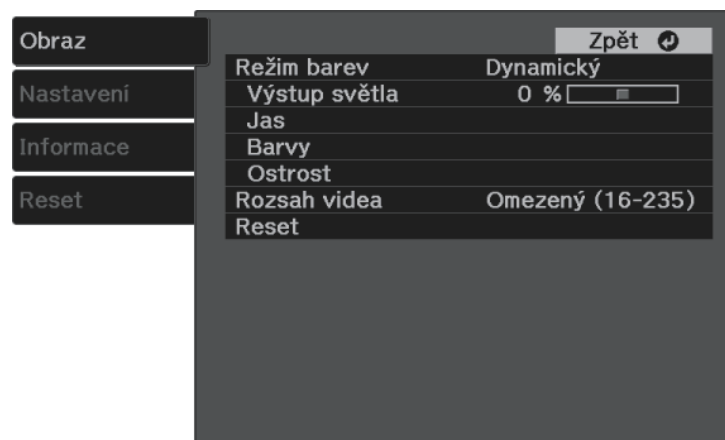 Obraz
Nastavení
Informace
Reset
Zpět
Režim barev Dynamický
Výstup světla 0 %
Jas
Barvy
Ostrost
Rozsah videa Omezený (16-235)
Reset